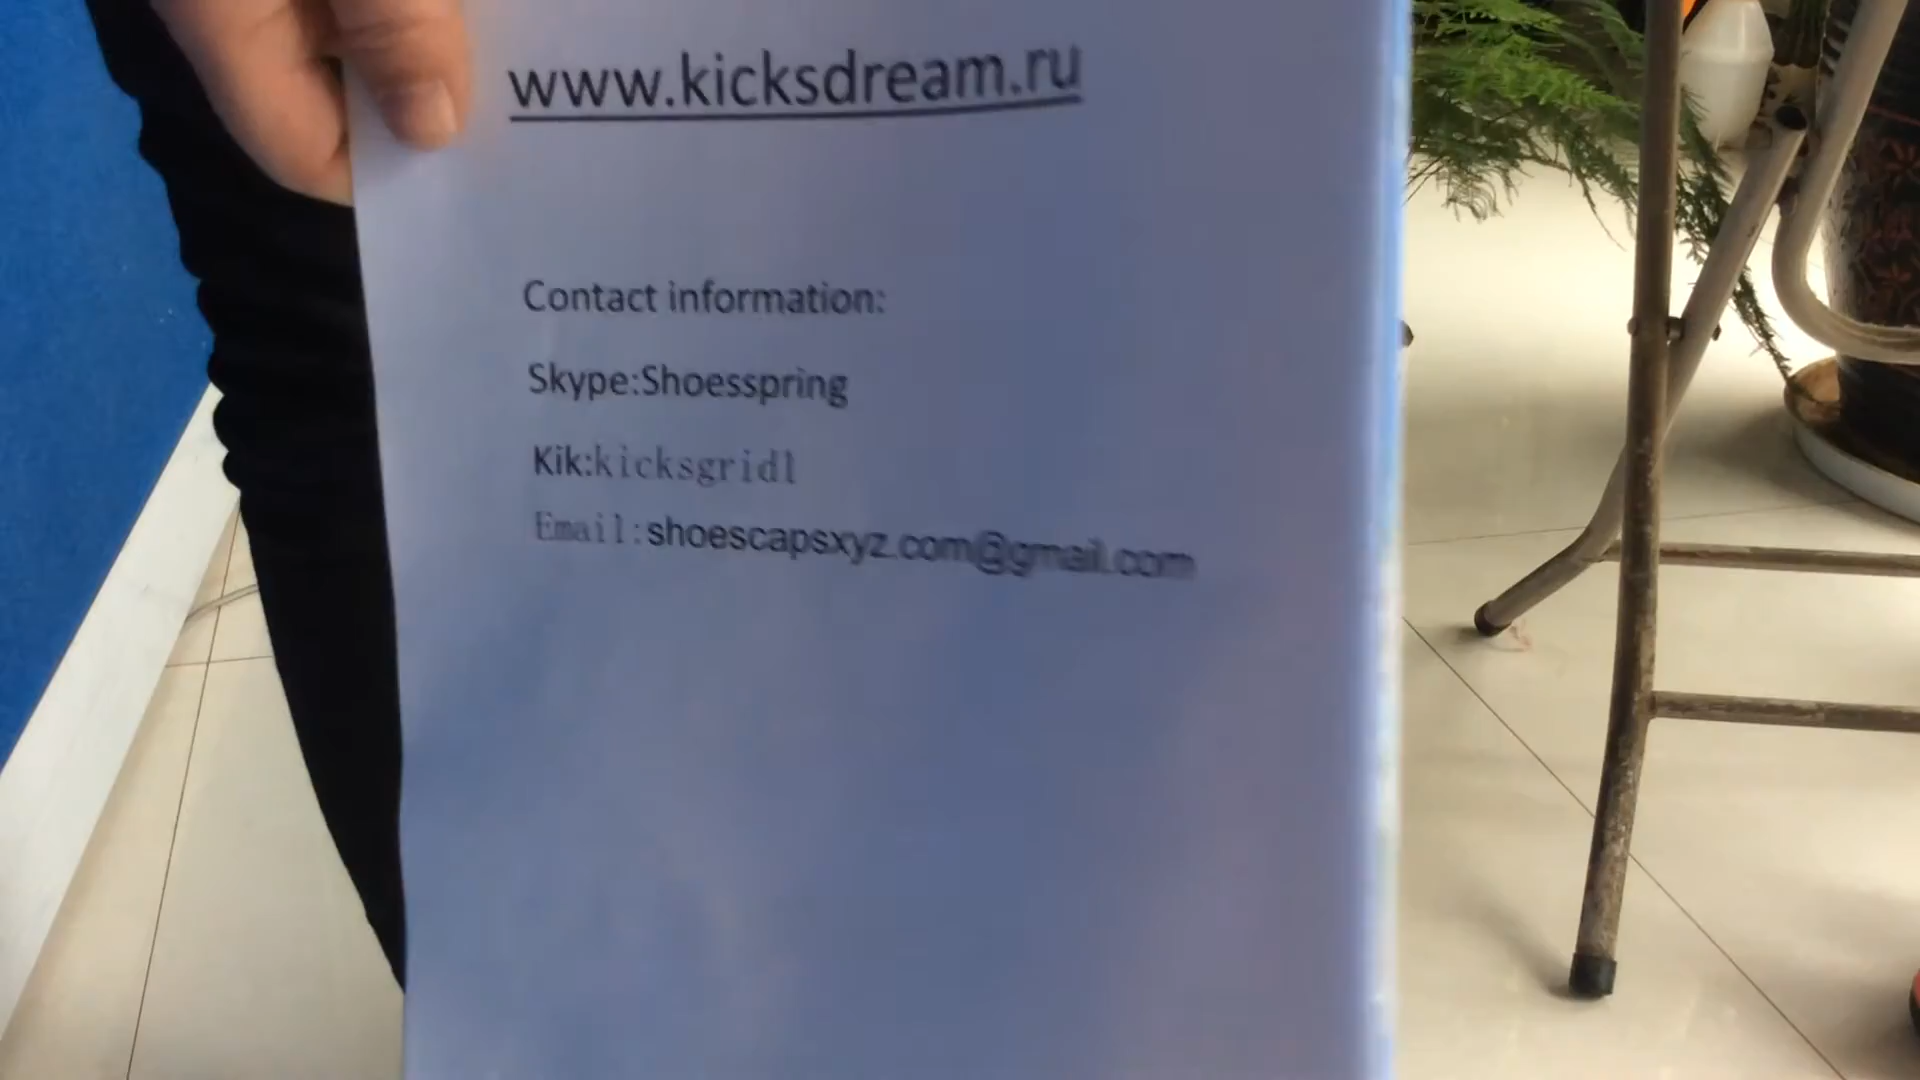 www.kicksdream.ru
Contact information:
Skype:Shoesspring
Kik:kicksgridl
Email:shoescapsxyz.com@gmail.com